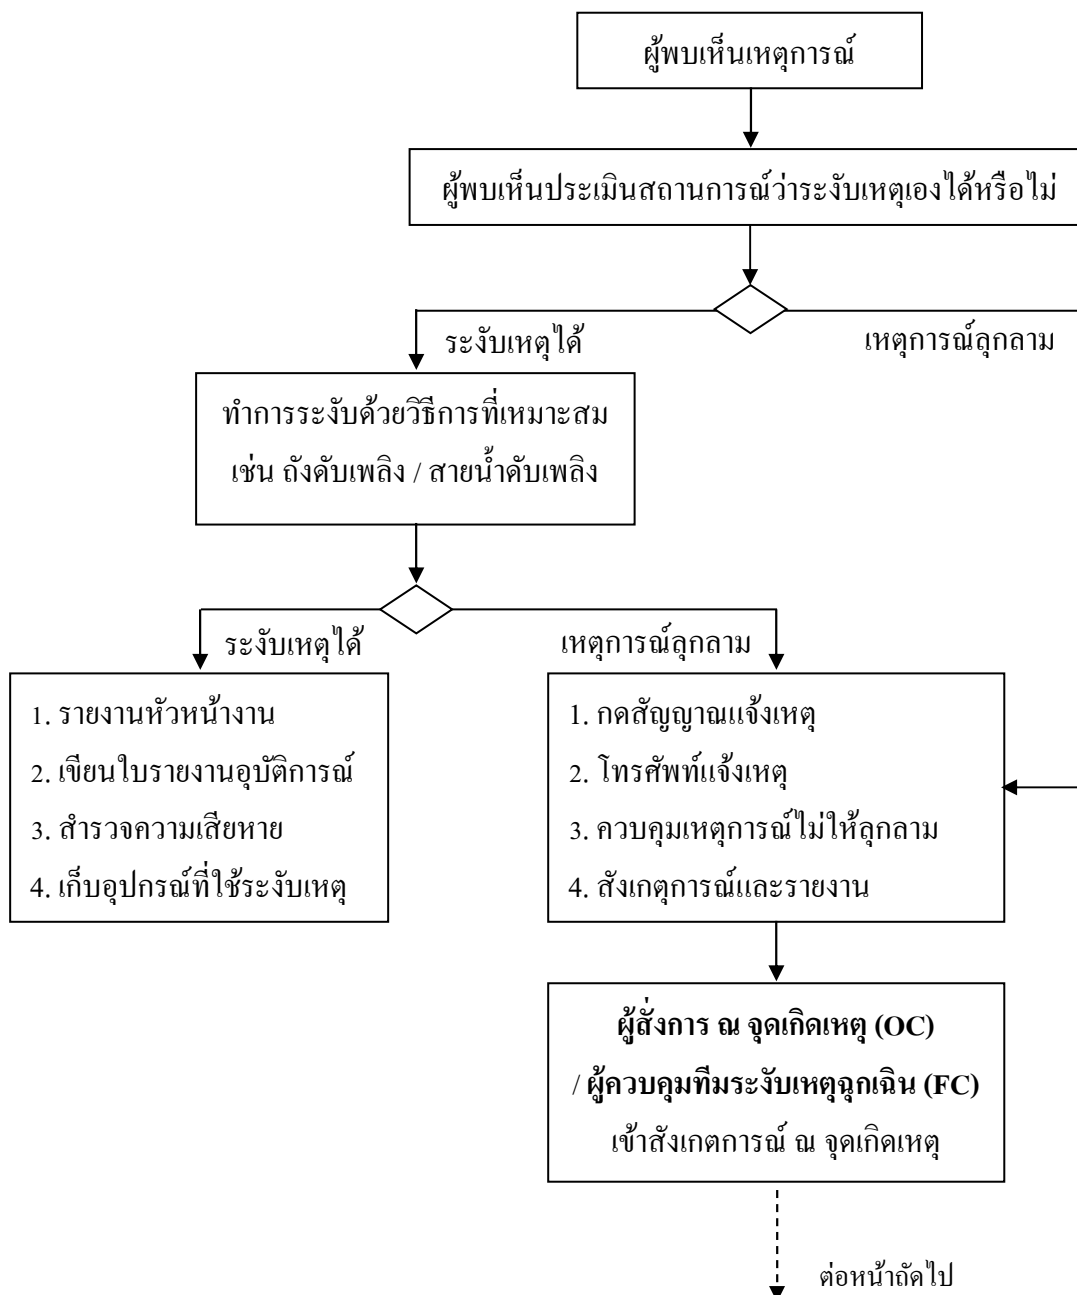 ผู้พบเห็นเหตุการณ์
ผู้พบเห็นประเมินสถานการณ์ว่าระงับเหตุเองได้หรือไม่
ระงับเหตุได้
เหตุการณ์ลุกลาม
ทำการระงับด้วยวิธีการที่เหมาะสม
เช่น ถังดับเพลิง / สายน้ำดับเพลิง
ระงับเหตุได้
เหตุการณ์ลุกลาม
1. รายงานหัวหน้างาน
2. เขียนใบรายงานอุบัติการณ์
3. สำรวจความเสียหาย
4. เก็บอุปกรณ์ที่ใช้ระงับเหตุ
1. กดสัญญาณแจ้งเหตุ
2. โทรศัพท์แจ้งเหตุ
3. ควบคุมเหตุการณ์ไม่ให้ลุกลาม
4. สังเกตุการณ์และรายงาน
ผู้สั่งการ ณ จุดเกิดเหตุ (OC)
/ ผู้ควบคุมทีมระงับเหตุฉุกเฉิน (FC)
เข้าสังเกตการณ์ ณ จุดเกิดเหตุ
ต่อหน้าถัดไป